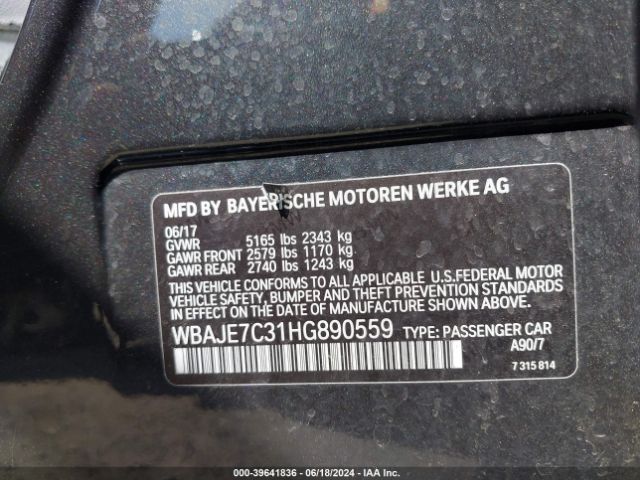 MFD BY BAYERISCHE MOTOREN WERKE AG
06/17
GVWR 5165 lbs 2343 kg
GAWR FRONT 2579 lbs 1170 kg
GAWR REAR 2740 lbs 1243 kg
THIS VEHICLE CONFORMS TO ALL APPLICABLE U.S.FEDERAL MOTOR
VEHICLE SAFETY, BUMPER AND THEFT PREVENTION STANDARDS
IN EFFECT ON THE DATE OF MANUFACTURE SHOWN ABOVE.
WBAJE7C31HG890559 TYPE: PASSENGER CAR
A90/7
7 315 814
000-39641836 - 06/18/2024 - IAA Inc.